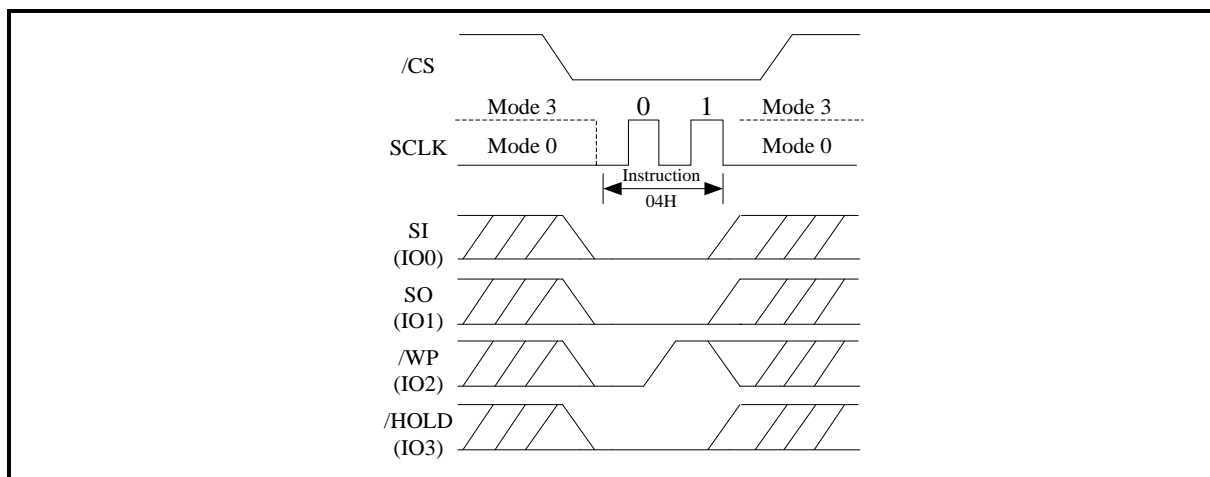 /CS
Mode 3 0 1 Mode 3
SCLK Mode 0 Mode 0
Instruction
04H
SI
(IO0)
SO
(IO1)
/WP
(IO2)
/HOLD
(IO3)